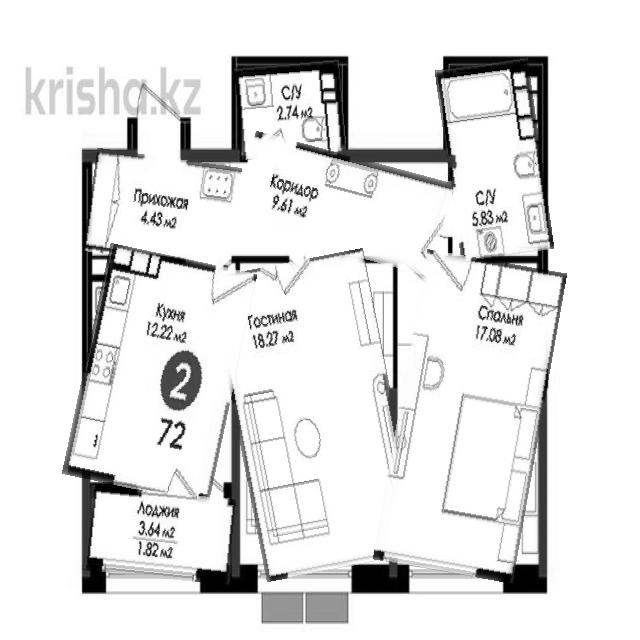 krisha.kz
С/У
2.74 м2
Прихожая
4.43 м2
Коридор
9.61 м2
С/У
5.83 м2
Кухня
12.22 м2
Гостиная
18.27 м2
Спальня
17.08 м2
2
72
Лоджия
3.64 м2
1.82 м2